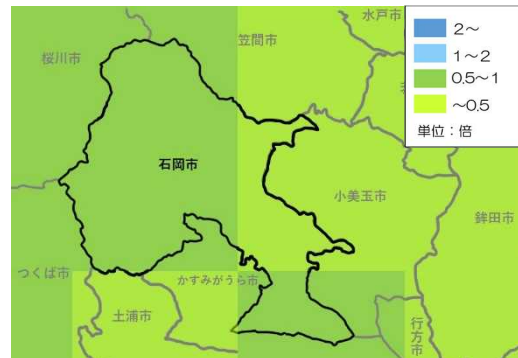 水戸市
笠間市
桜川市
石岡市
小美玉市
鉾田市
つくば市
かすみがうら市
土浦市
行方市
2～
1～2
0.5～1
～0.5
単位：倍